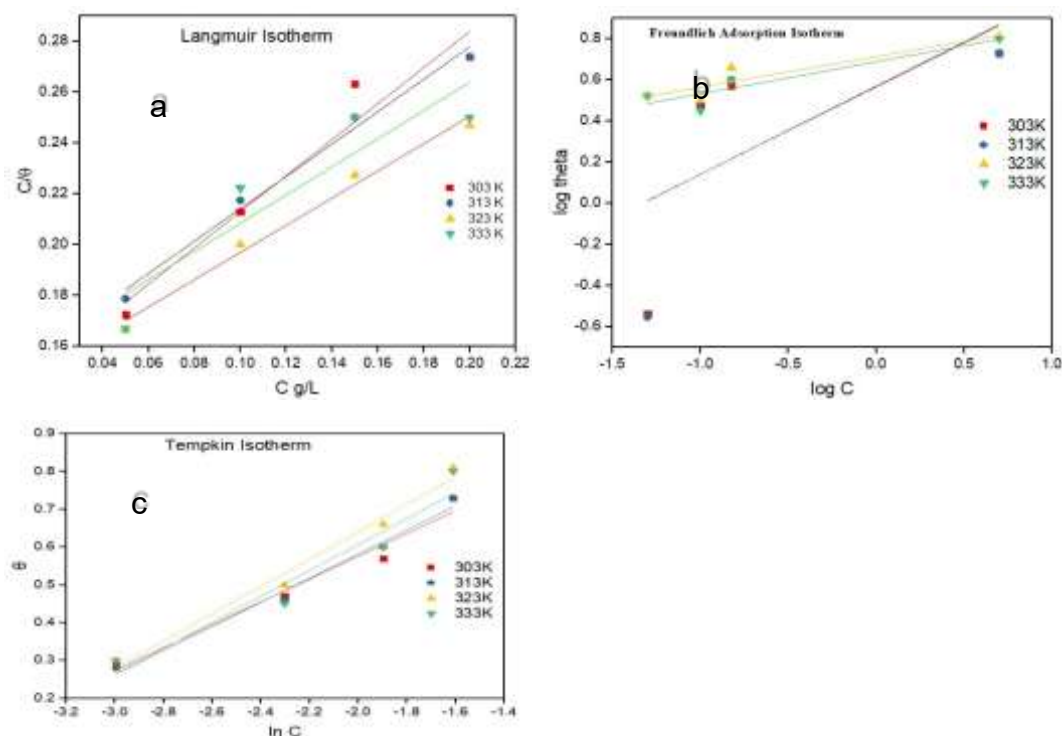 Langmuir Isotherm
a
C/θ
0.28
0.26
0.24
0.22
0.20
0.18
0.16
303 K
313 K
323 K
333 K
0.04 0.06 0.08 0.10 0.12 0.14 0.16 0.18 0.20 0.22
C g/L
Freundlich Adsorption Isotherm
b
log theta
0.8
0.6
0.4
0.2
0.0
-0.2
-0.4
-0.6
303K
313K
323K
333K
-1.5 -1.0 -0.5 0.0 0.5 1.0
log C
Tempkin Isotherm
c
θ
0.9
0.8
0.7
0.6
0.5
0.4
0.3
0.2
303K
313K
323K
333K
-3.2 -3.0 -2.8 -2.6 -2.4 -2.2 -2.0 -1.8 -1.6 -1.4
ln C